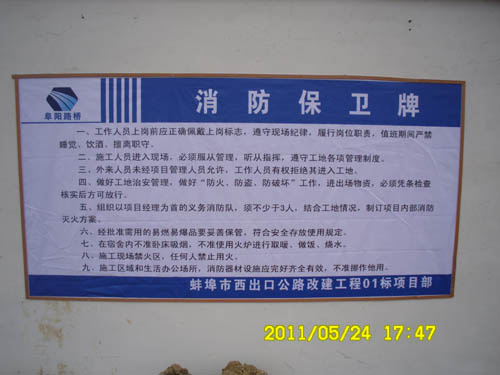 阜阳路桥
消防保卫牌
一、工作人员上岗前应正确佩戴上岗标志，遵守现场纪律，履行岗位职责，值班期间严禁
睡觉、饮酒、擅离职守。
二、施工人员进入现场，必须服从管理，听从指挥，遵守工地各项管理制度。
三、外来人员未经项目管理人员允许，工作人员有权拒绝其进入工地。
四、做好工地治安管理，做好“防火、防盗、防破坏”工作，进出场物资，必须凭条检查
核实后方可放行。
五、组织以项目经理为首的义务消防队，须不少于3人，结合工地情况，制订项目内部消防
灭火方案。
六、经批准需用的易燃易爆品要妥善保管，符合安全存放使用规定。
七、在宿舍内不准卧床吸烟，不准使用火炉进行取暖、做饭、烧水。
八、施工现场禁火区，任何人禁止用火。
九、施工区域和生活办公场所，消防器材设施应完好齐全有效，不准挪作他用。
蚌埠市西出口公路改建工程01标项目部
2011/05/24 17:47